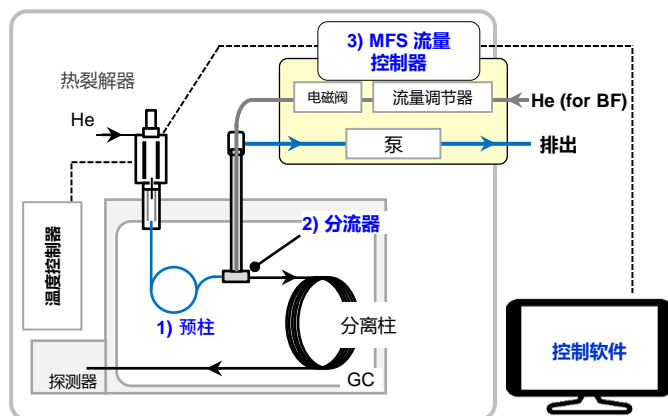 3) MFS 流量
控制器
热裂解器
He
电磁阀
流量调节器
He (for BF)
泵
排出
2) 分流器
温度控制器
1) 预柱
分离柱
控制软件
探测器
GC